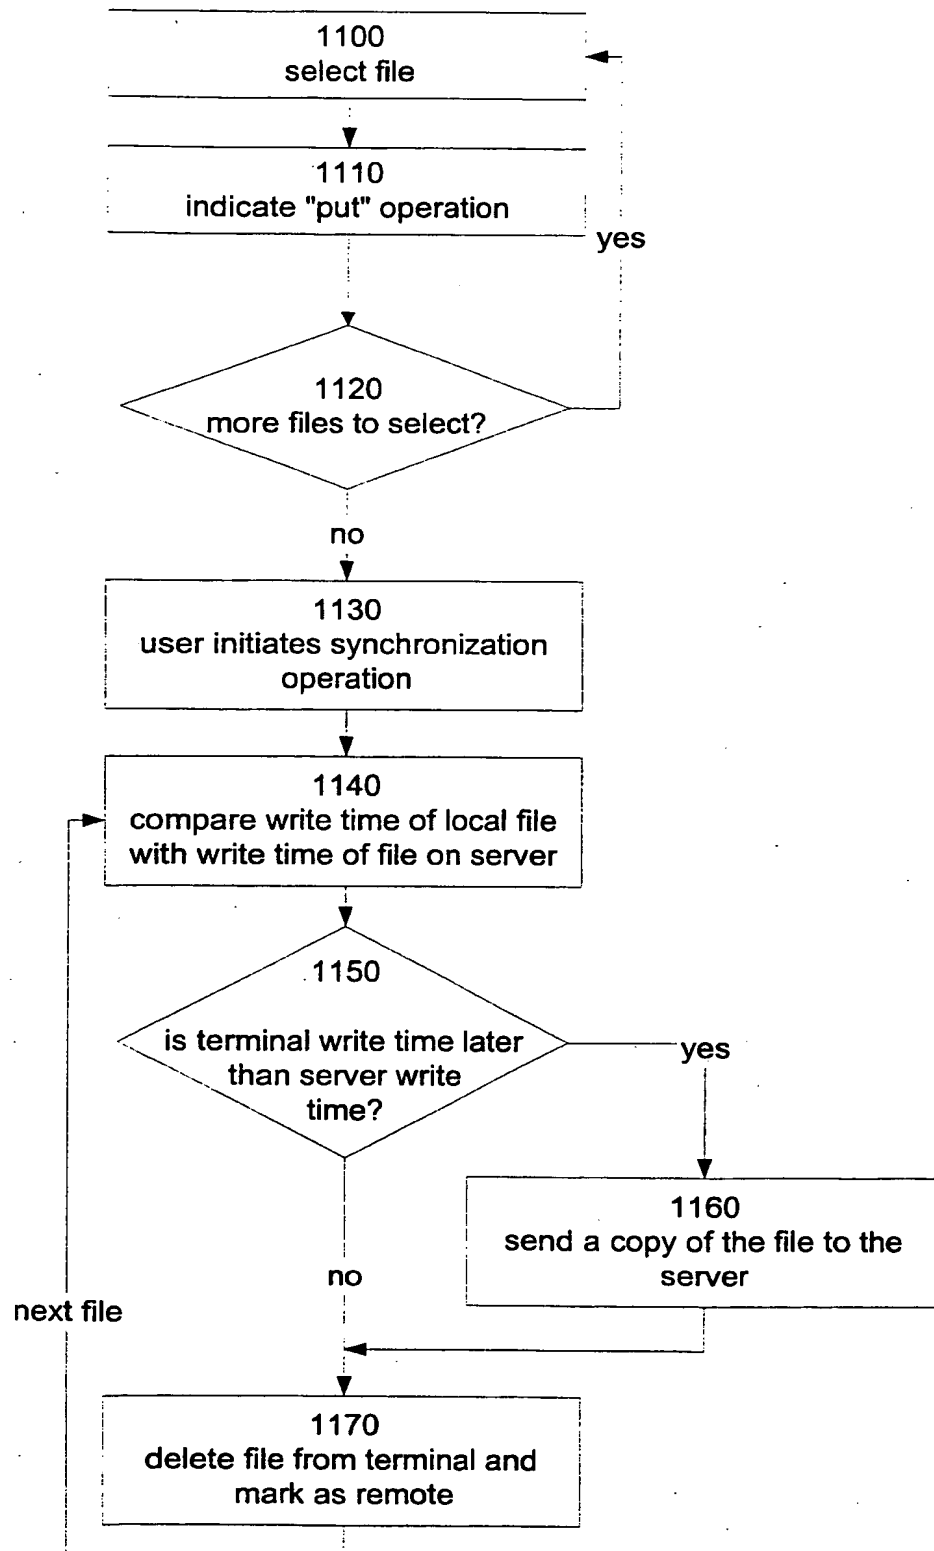 1100
select file
1110
indicate "put" operation
yes
1120
more files to select?
no
1130
user initiates synchronization
operation
1140
compare write time of local file
with write time of file on server
1150
is terminal write time later
than server write
time?
yes
1160
send a copy of the file to the
server
no
next file
1170
delete file from terminal and
mark as remote